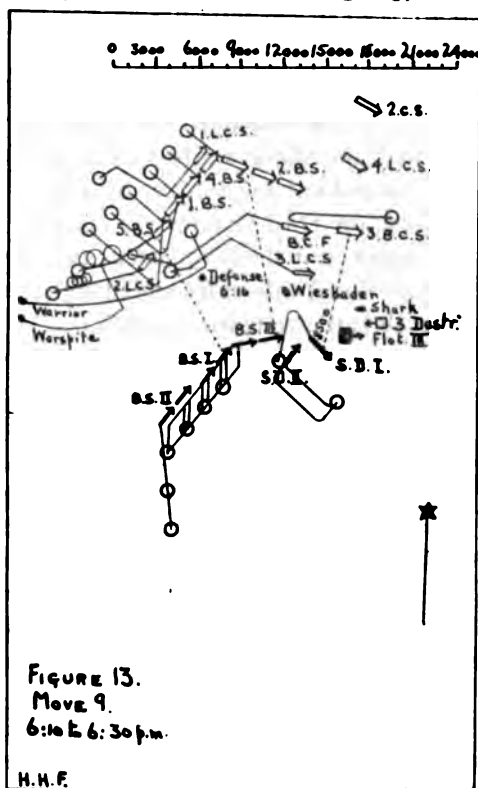 0 3000 6000 9000 12000 15000 18000 21000 24000
2.C.S.
1.L.C.S.
4.L.C.S.
2.B.S.
4.B.S.
1.B.S.
5.B.S.
B.C.F
3.B.C.S.
3.L.C.S
2.L.C.S
Defense
6:16
Wiesbaden
Warrior
Shark
3 Destr.
Warspite
Flot. III
B.S.III
B.S.I.
S.D.I.
S.D.II.
B.S.II
FIGURE 13.
MOVE 9.
6:10 to 6:30 p.m.
H.H.F.